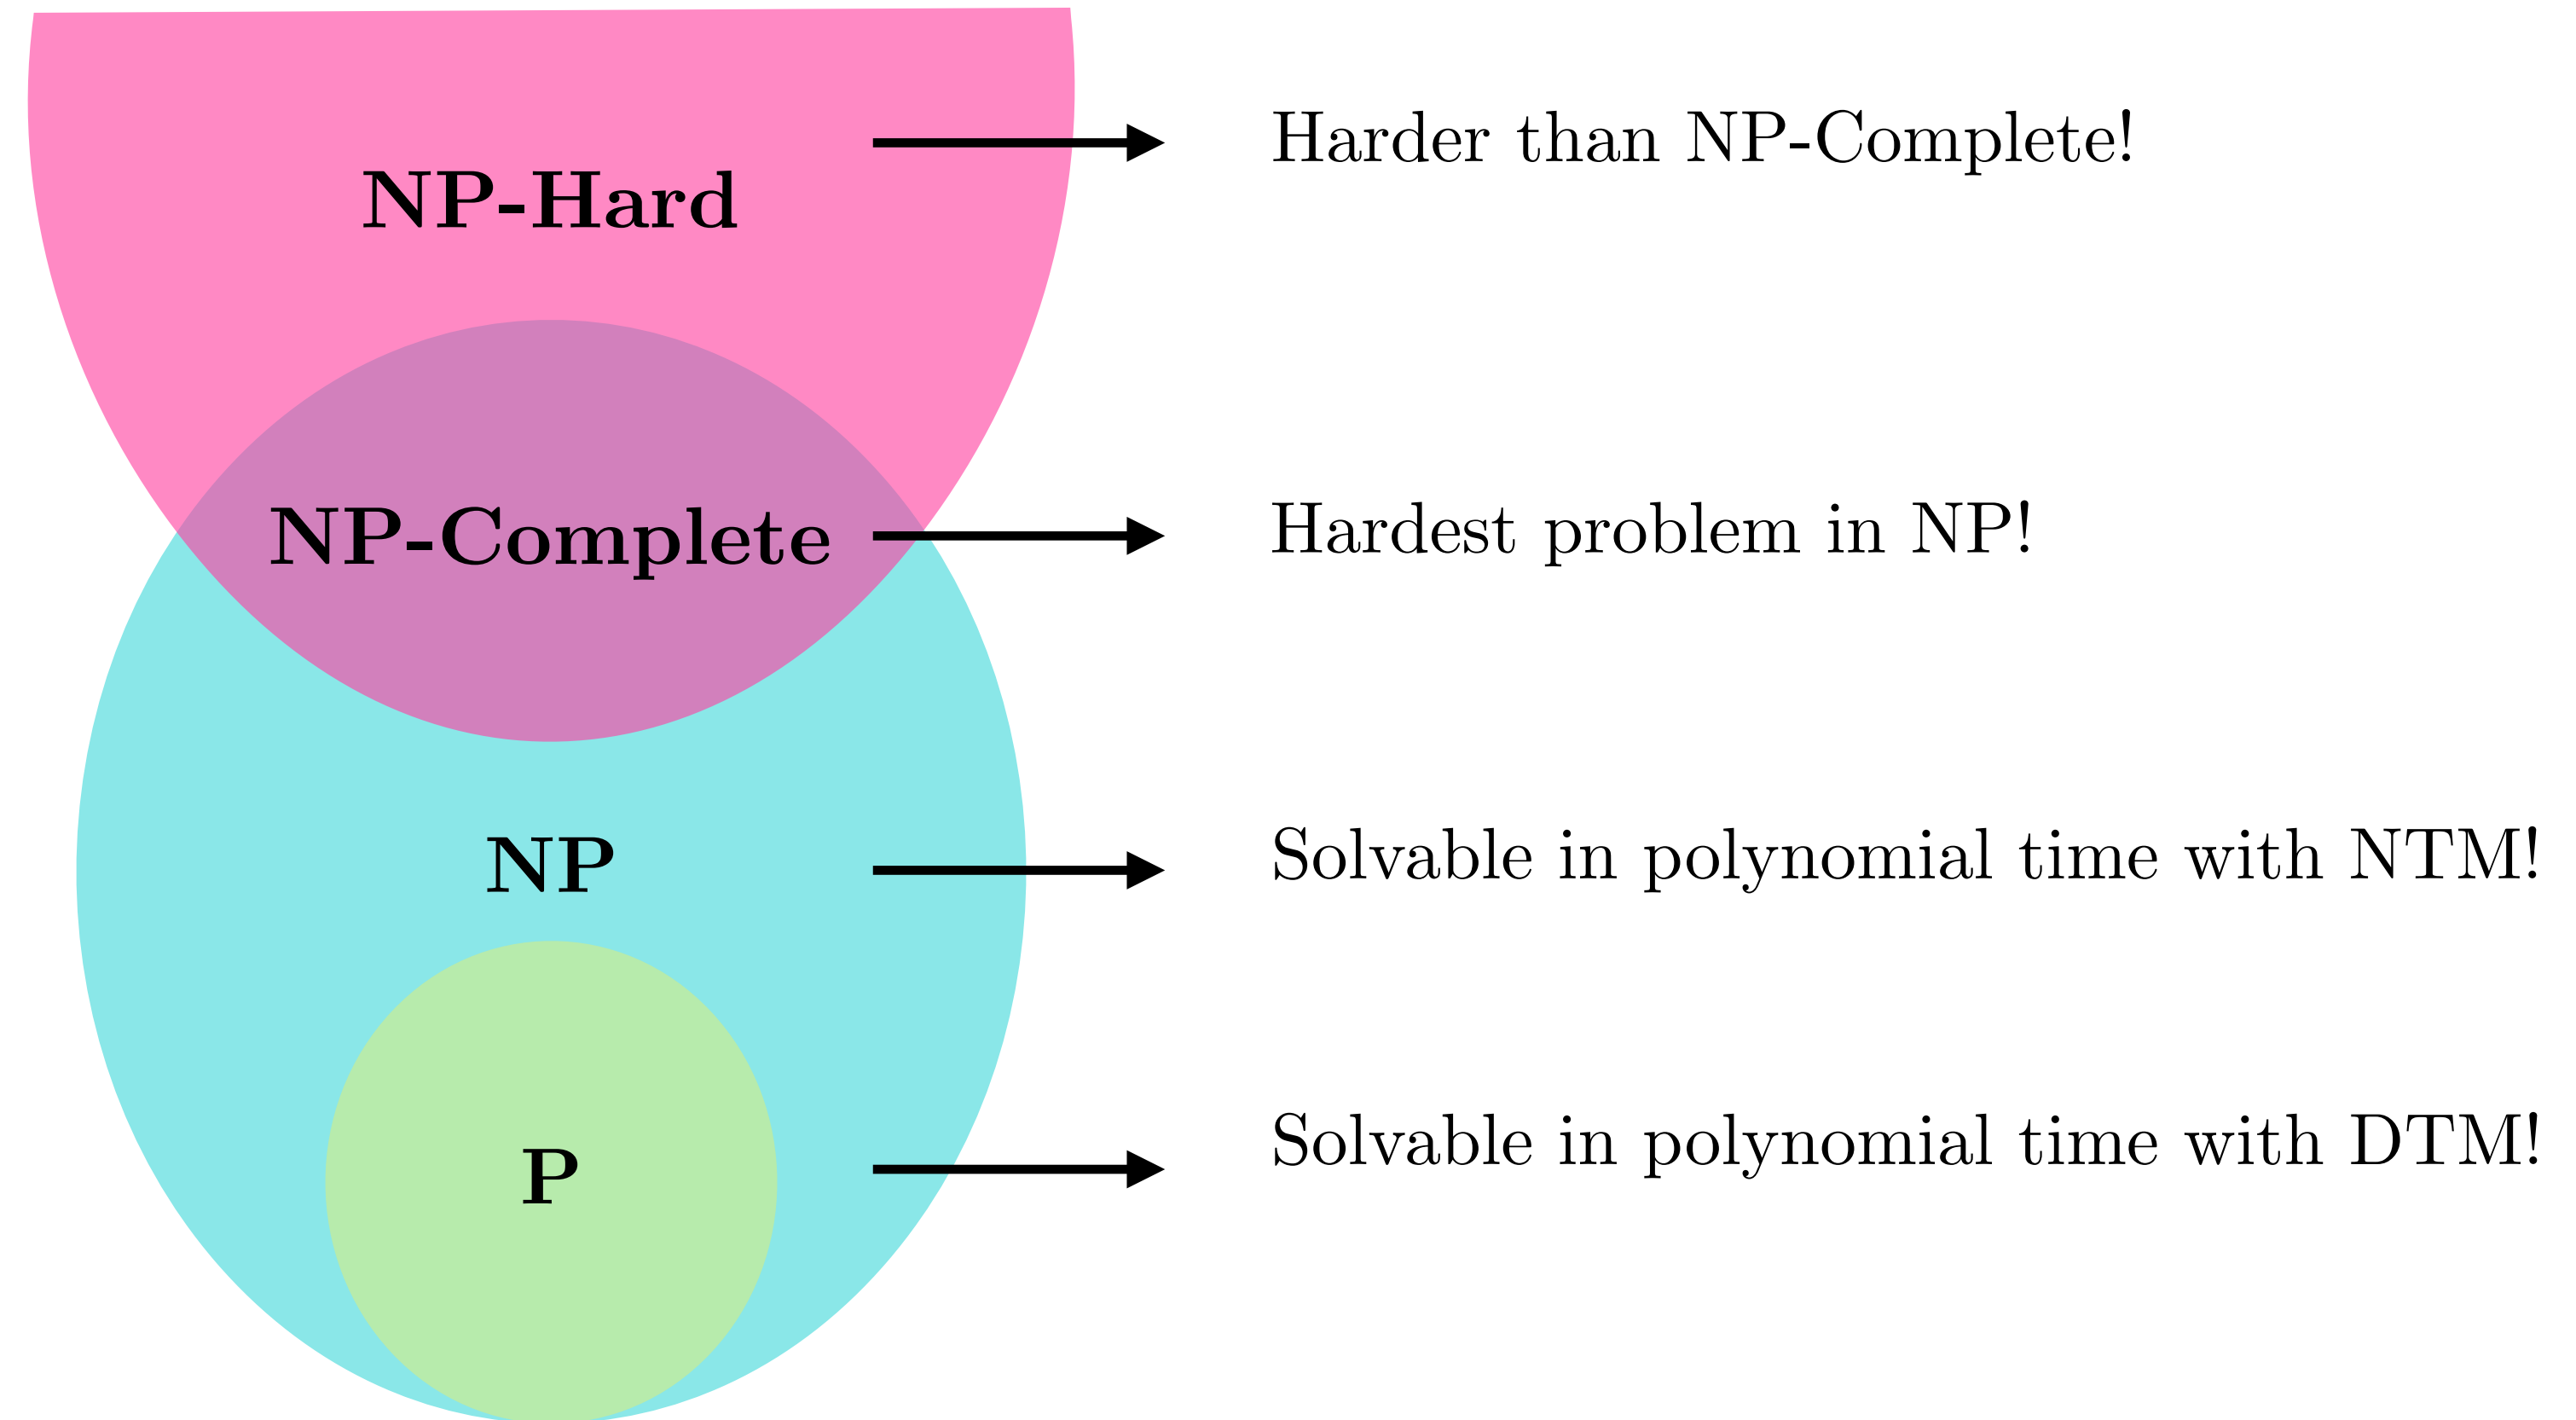 NP-Hard
Harder than NP-Complete!
NP-Complete
Hardest problem in NP!
NP
Solvable in polynomial time with NTM!
P
Solvable in polynomial time with DTM!